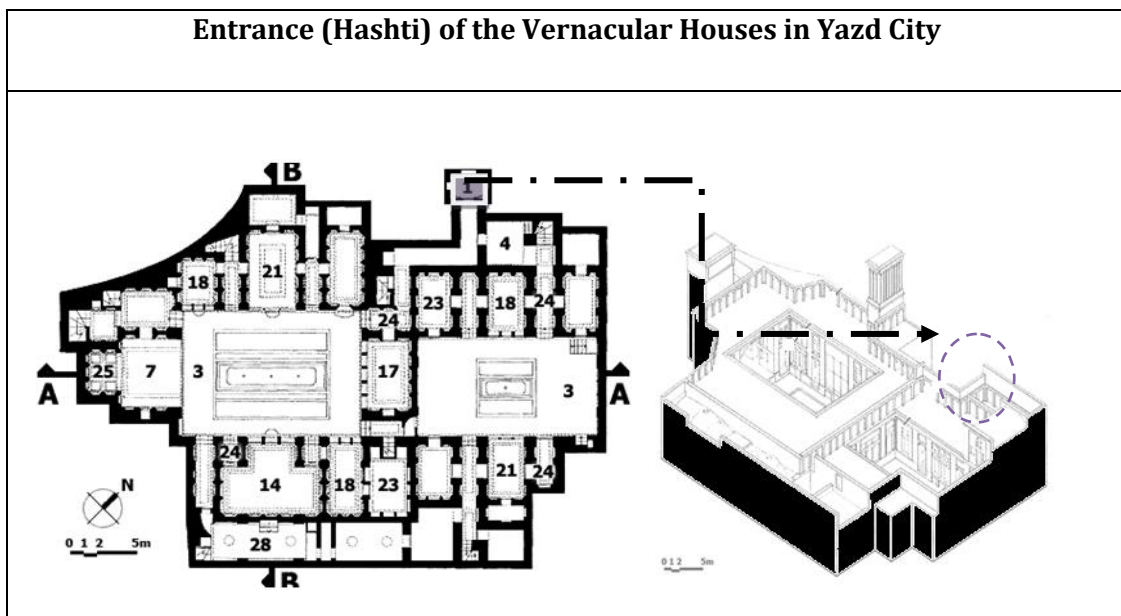 Entrance (Hashti) of the Vernacular Houses in Yazd City
B
1
4
21
18
23
18
24
24
25
7
3
17
3
A
A
24
14
18
23
21
24
N
28
0 1 2 5m
B
0 1 2 5m